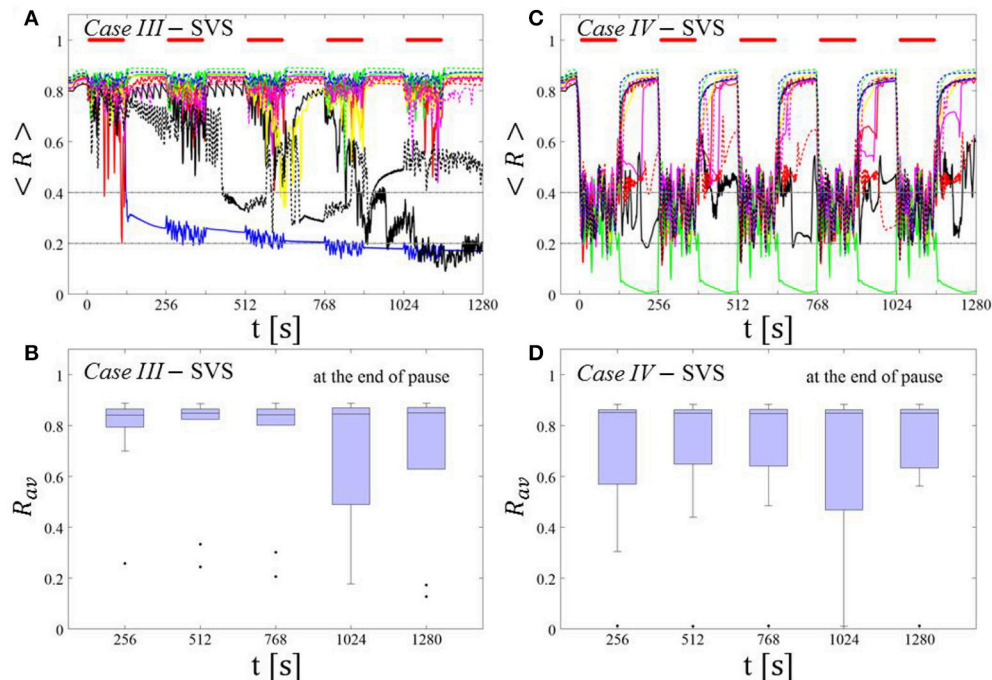 A
Case III – SVS
1
0.8
0.6
0.4
0.2
0
< R >
0 256 512 768 1024 1280
t [s]
C
Case IV – SVS
1
0.8
0.6
0.4
0.2
0
< R >
0 256 512 768 1024 1280
t [s]
B
Case III – SVS
at the end of pause
1
0.8
0.6
0.4
0.2
0
Rav
256 512 768 1024 1280
t [s]
D
Case IV – SVS
at the end of pause
1
0.8
0.6
0.4
0.2
0
Rav
256 512 768 1024 1280
t [s]